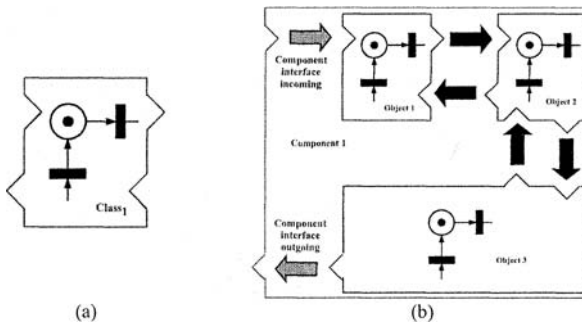 Class1
(a)
Component
interface
incoming
Object 1
Object 2
Component 1
Component
interface
outgoing
Object 3
(b)